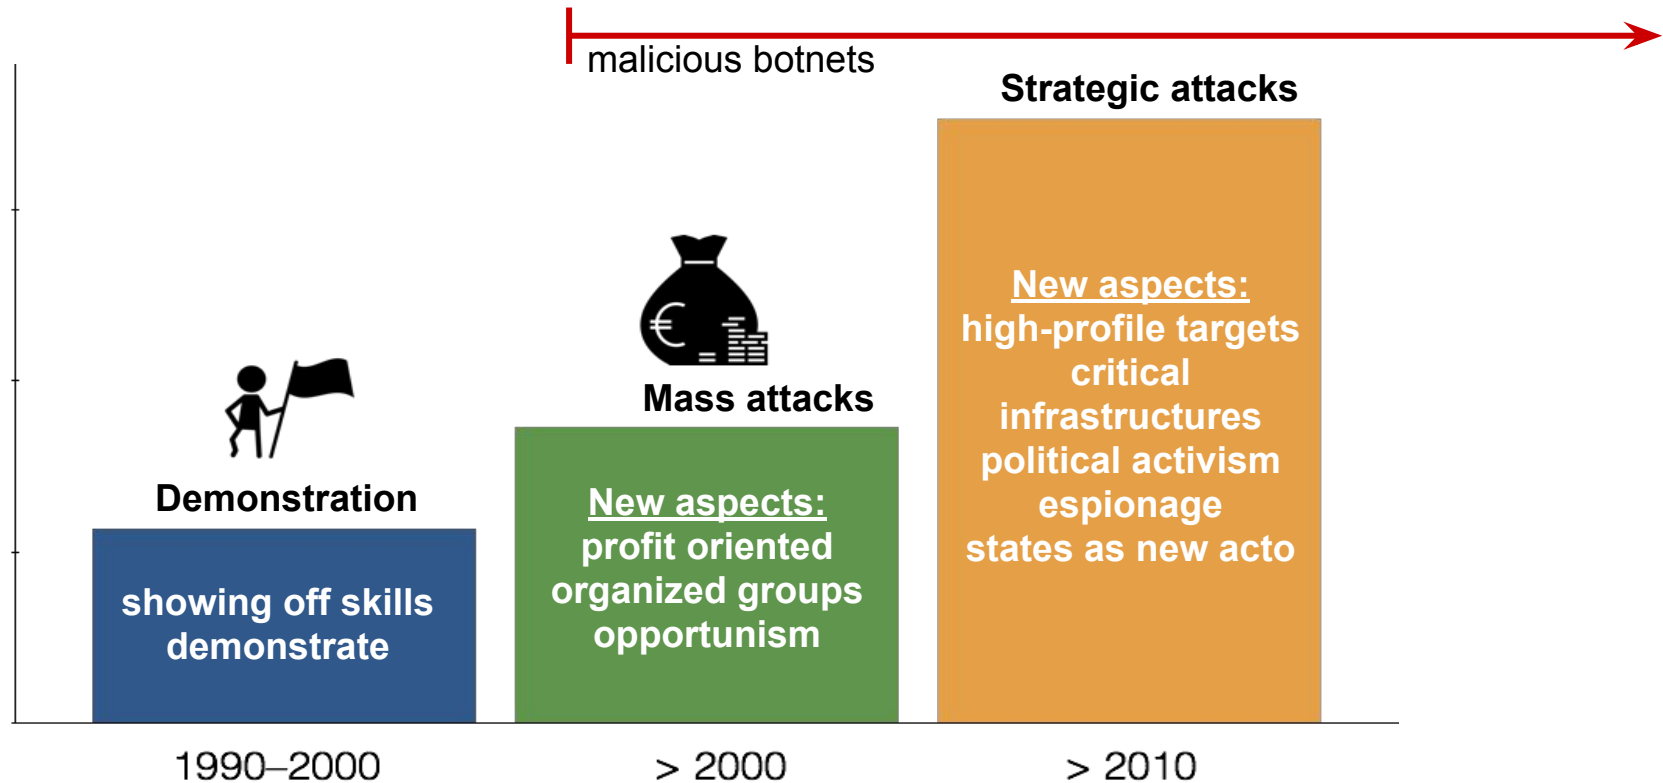 malicious botnets
Strategic attacks
New aspects:
high-profile targets
critical
infrastructures
political activism
espionage
states as new acto
€
Mass attacks
New aspects:
profit oriented
organized groups
opportunism
Demonstration
showing off skills
demonstrate
1990–2000
> 2000
> 2010